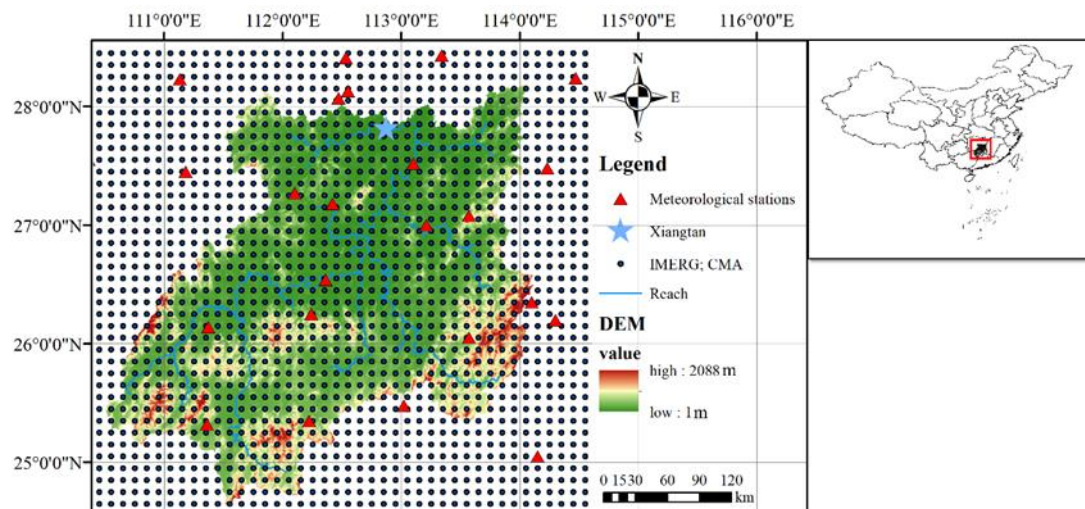 111°0'0"E 112°0'0"E 113°0'0"E 114°0'0"E 115°0'0"E 116°0'0"E
28°0'0"N
27°0'0"N
26°0'0"N
25°0'0"N
N
W E
S
Legend
Meteorological stations
Xiangtan
IMERG; CMA
Reach
DEM
value
high : 2088 m
low : 1 m
0 1530 60 90 120
km